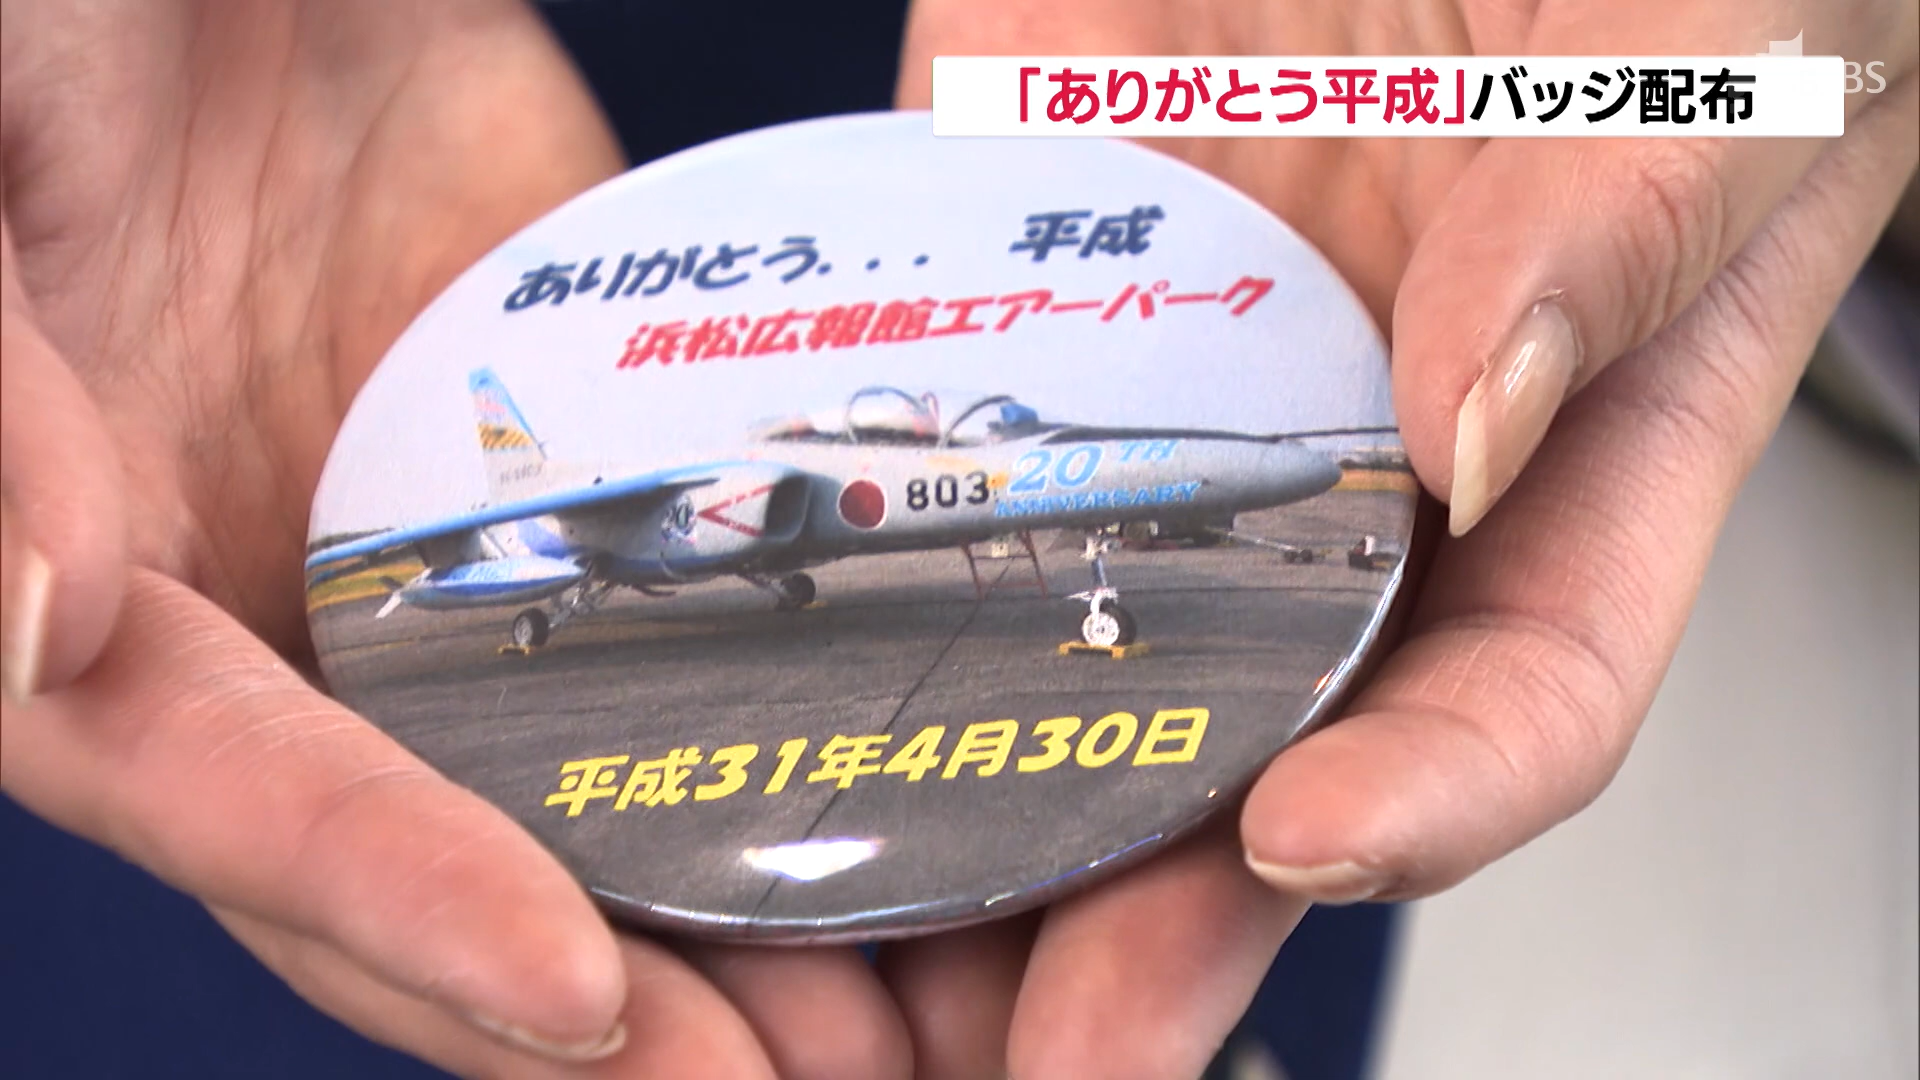 「ありがとう平成」バッジ配布
BS
ありがとう... 平成
浜松広報館エアーパーク
803
20TH
ANNIVERSARY
平成31年4月30日